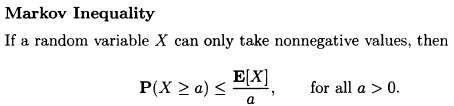 Markov Inequality
If a random variable X can only take nonnegative values, then
P(X ≥ a) ≤ E[X]/a, for all a > 0.